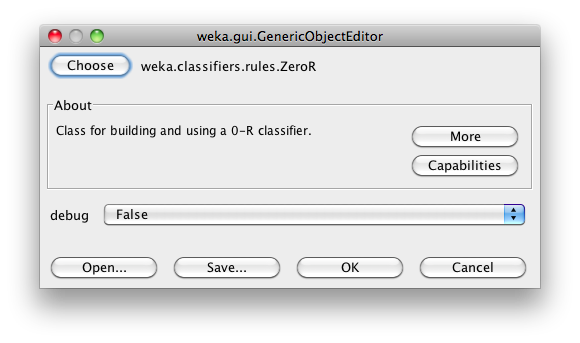 weka.gui.GenericObjectEditor
Choose weka.classifiers.rules.ZeroR
About
Class for building and using a 0-R classifier.
More
Capabilities
debug False
Open... Save... OK Cancel